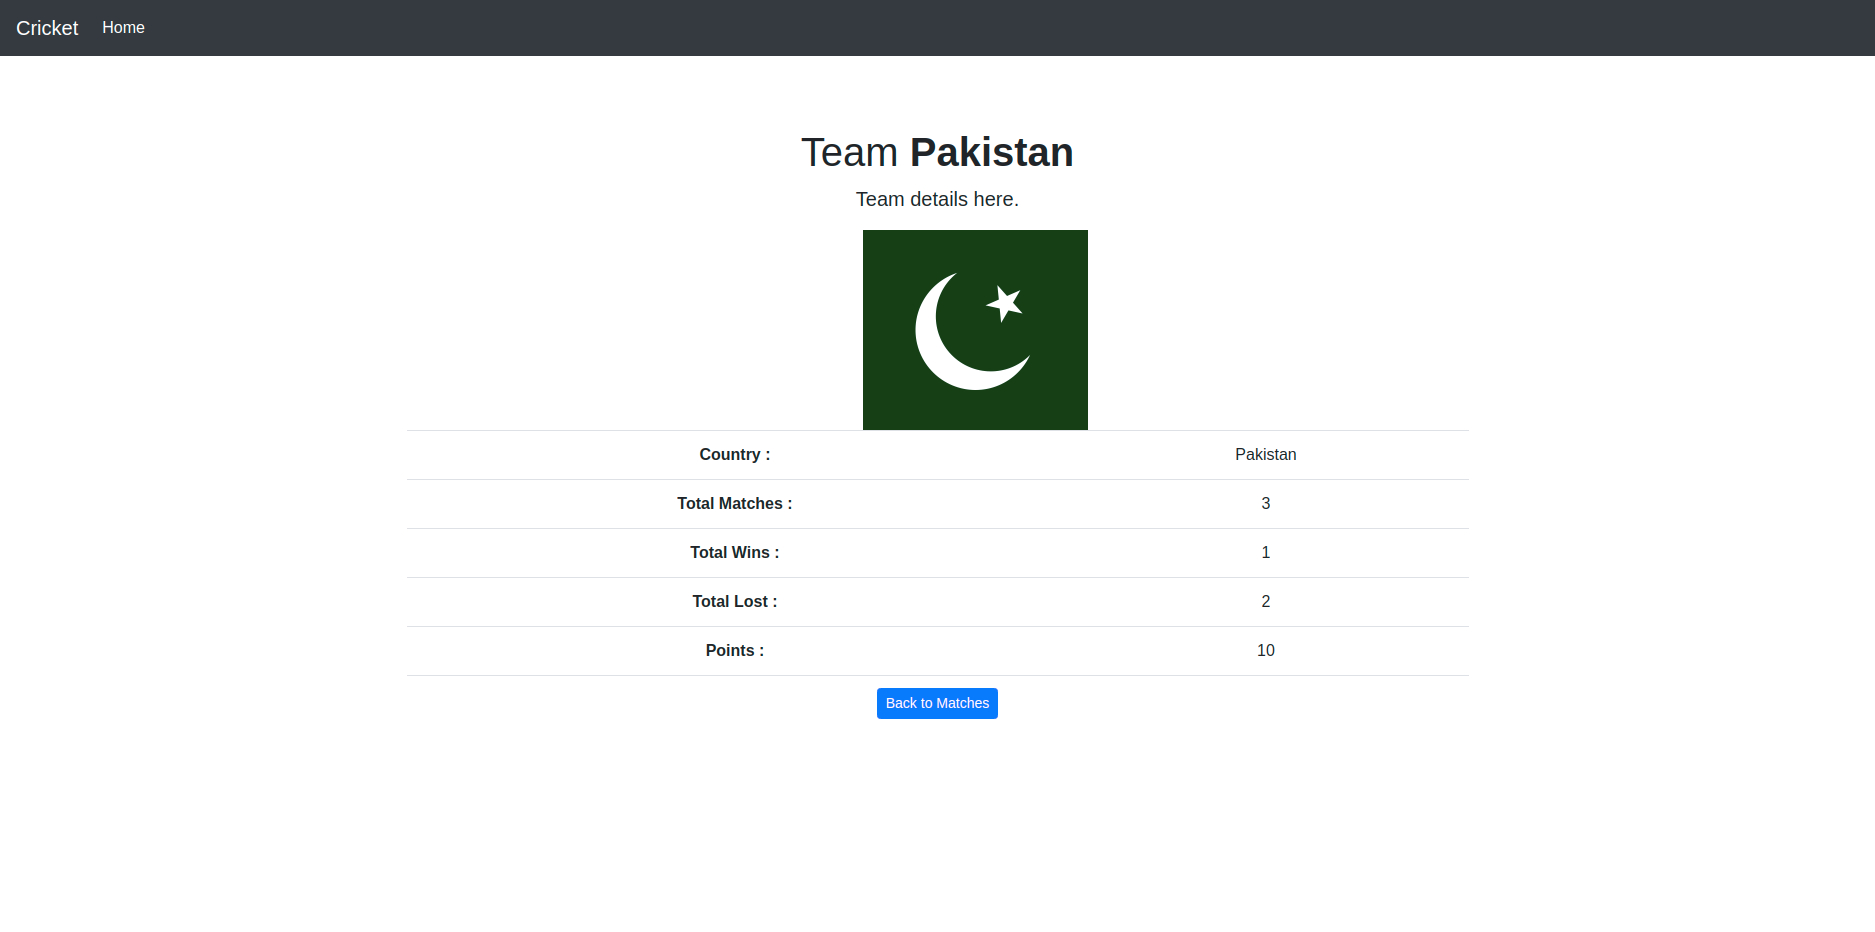 Cricket Home
Team Pakistan
Team details here.
Country : Pakistan
Total Matches : 3
Total Wins : 1
Total Lost : 2
Points : 10
Back to Matches